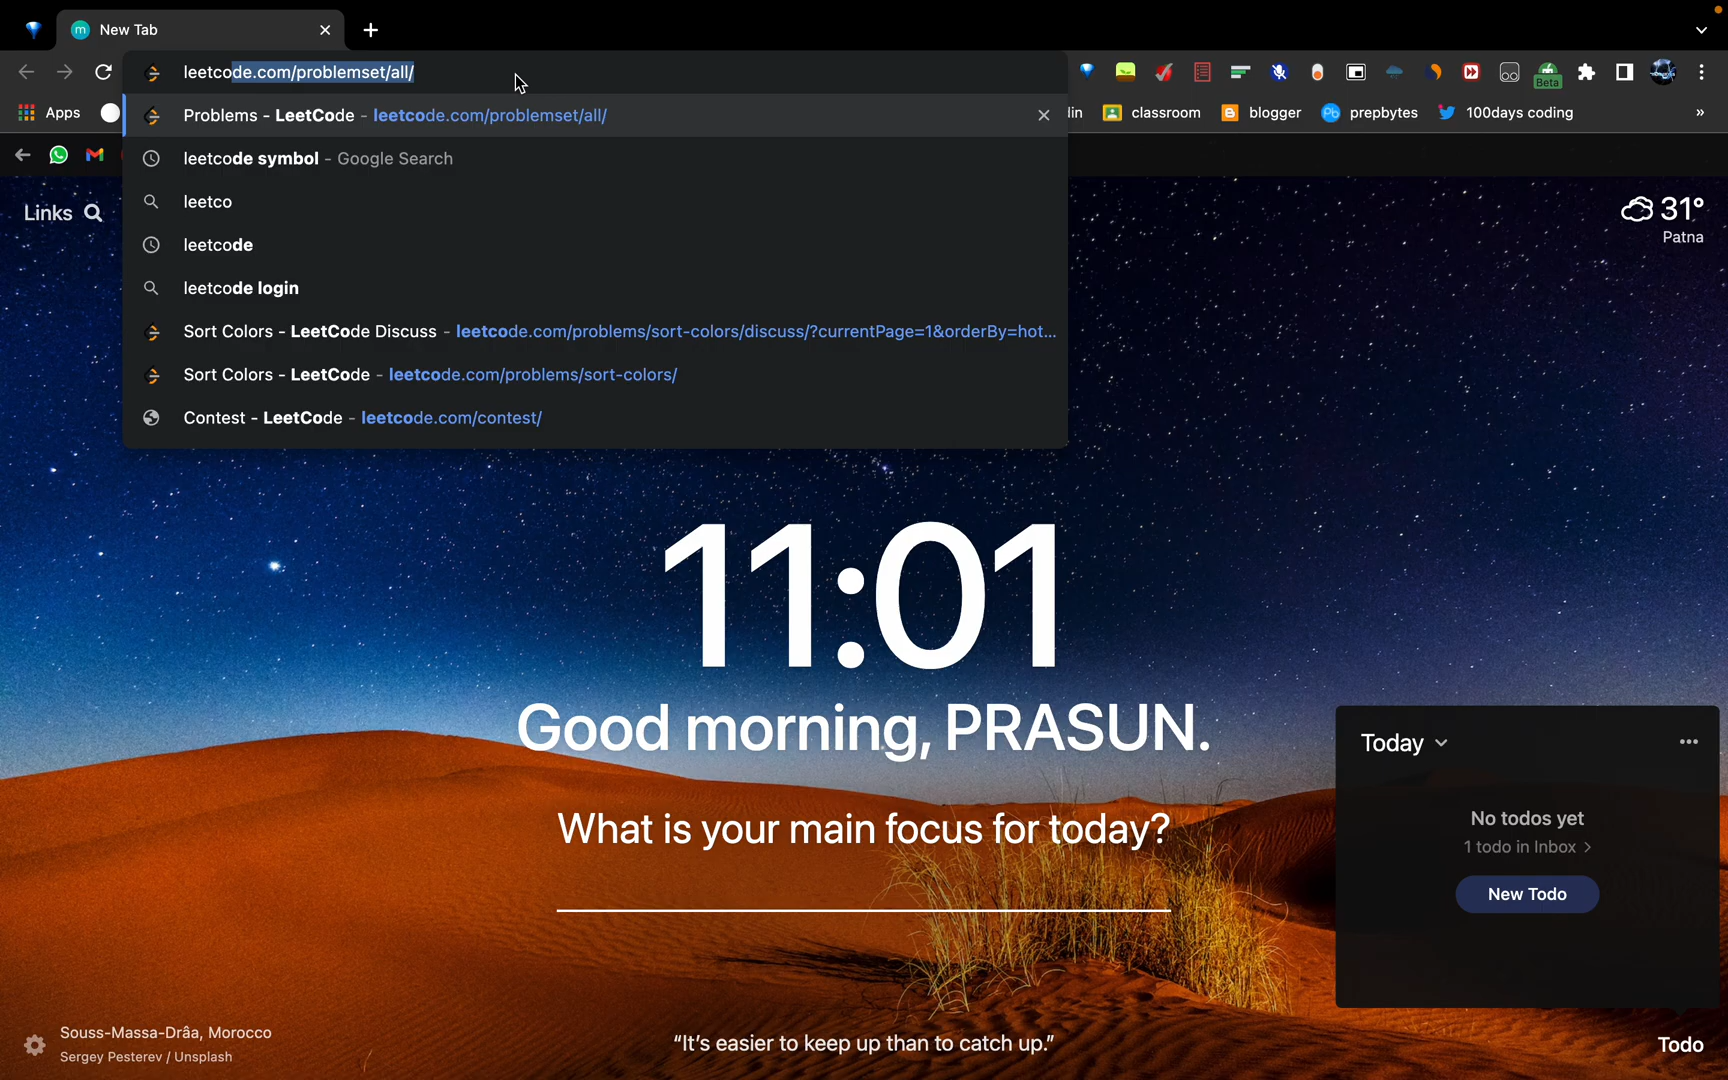 New Tab
leetcode.com/problemset/all/
Beta
Apps
Problems - LeetCode - leetcode.com/problemset/all/
lin
classroom
blogger
Pb prepbytes
100days coding
»
leetcode symbol - Google Search
leetco
leetcode
leetcode login
Sort Colors - LeetCode Discuss - leetcode.com/problems/sort-colors/discuss/?currentPage=1&orderBy=hot...
Sort Colors - LeetCode - leetcode.com/problems/sort-colors/
Contest - LeetCode - leetcode.com/contest/
Links
31°
Patna
11:01
Good morning, PRASUN.
What is your main focus for today?
Today
No todos yet
1 todo in Inbox >
New Todo
Souss-Massa-Drâa, Morocco
Sergey Pesterev / Unsplash
“It's easier to keep up than to catch up.”
Todo